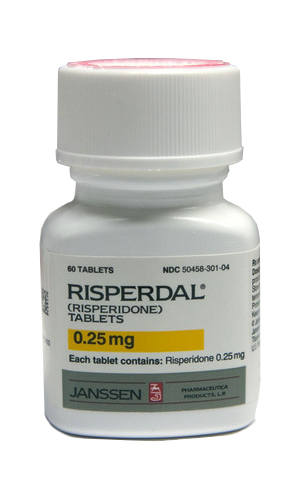 60 TABLETS NDC 50458-301-04
RISPERDAL®
(RISPERIDONE)
TABLETS
0.25 mg
Each tablet contains: Risperidone 0.25 mg
JANSSEN
PHARMACEUTICA
PRODUCTS, L.P.